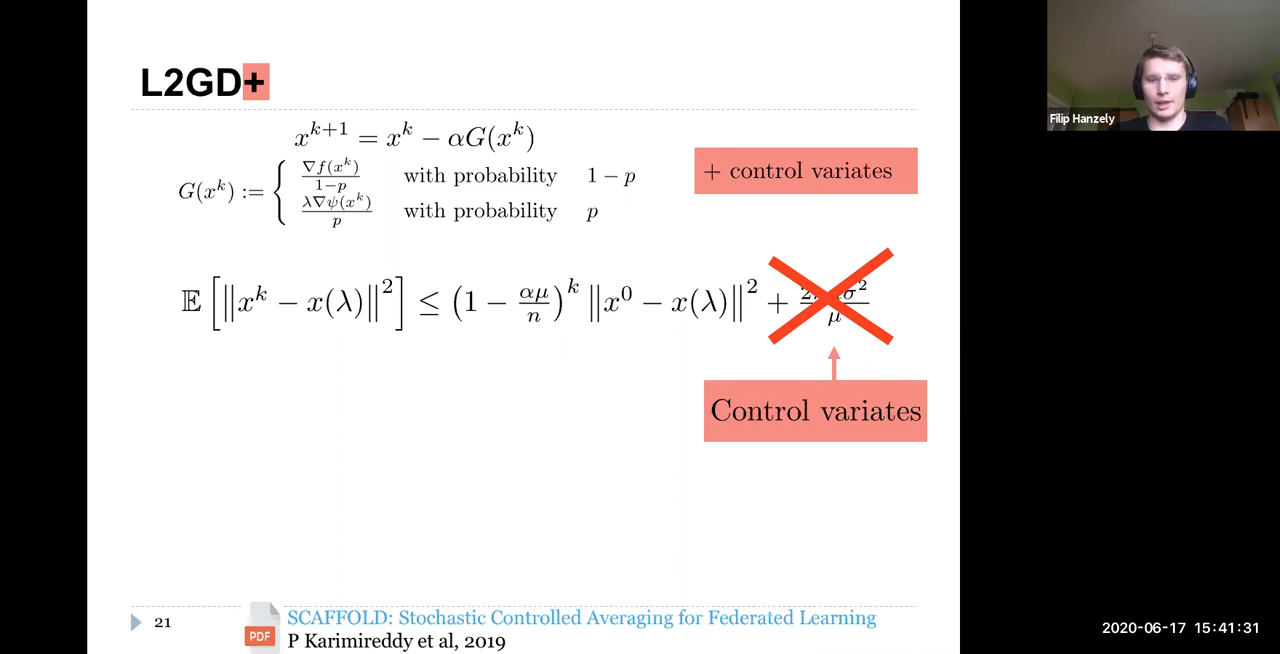 L2GD+
x^{k+1} = x^k − αG(x^k)
G(x^k) := { ∇f(x^k)/(1−p) with probability 1 − p
λ∇ψ(x^k)/p with probability p
+ control variates
𝔼[‖x^k − x(λ)‖²] ≤ (1 − αμ/n)^k ‖x^0 − x(λ)‖² + σ²/μ
Control variates
21
PDF
SCAFFOLD: Stochastic Controlled Averaging for Federated Learning
P Karimireddy et al, 2019
Filip Hanzely
2020-06-17 15:41:31